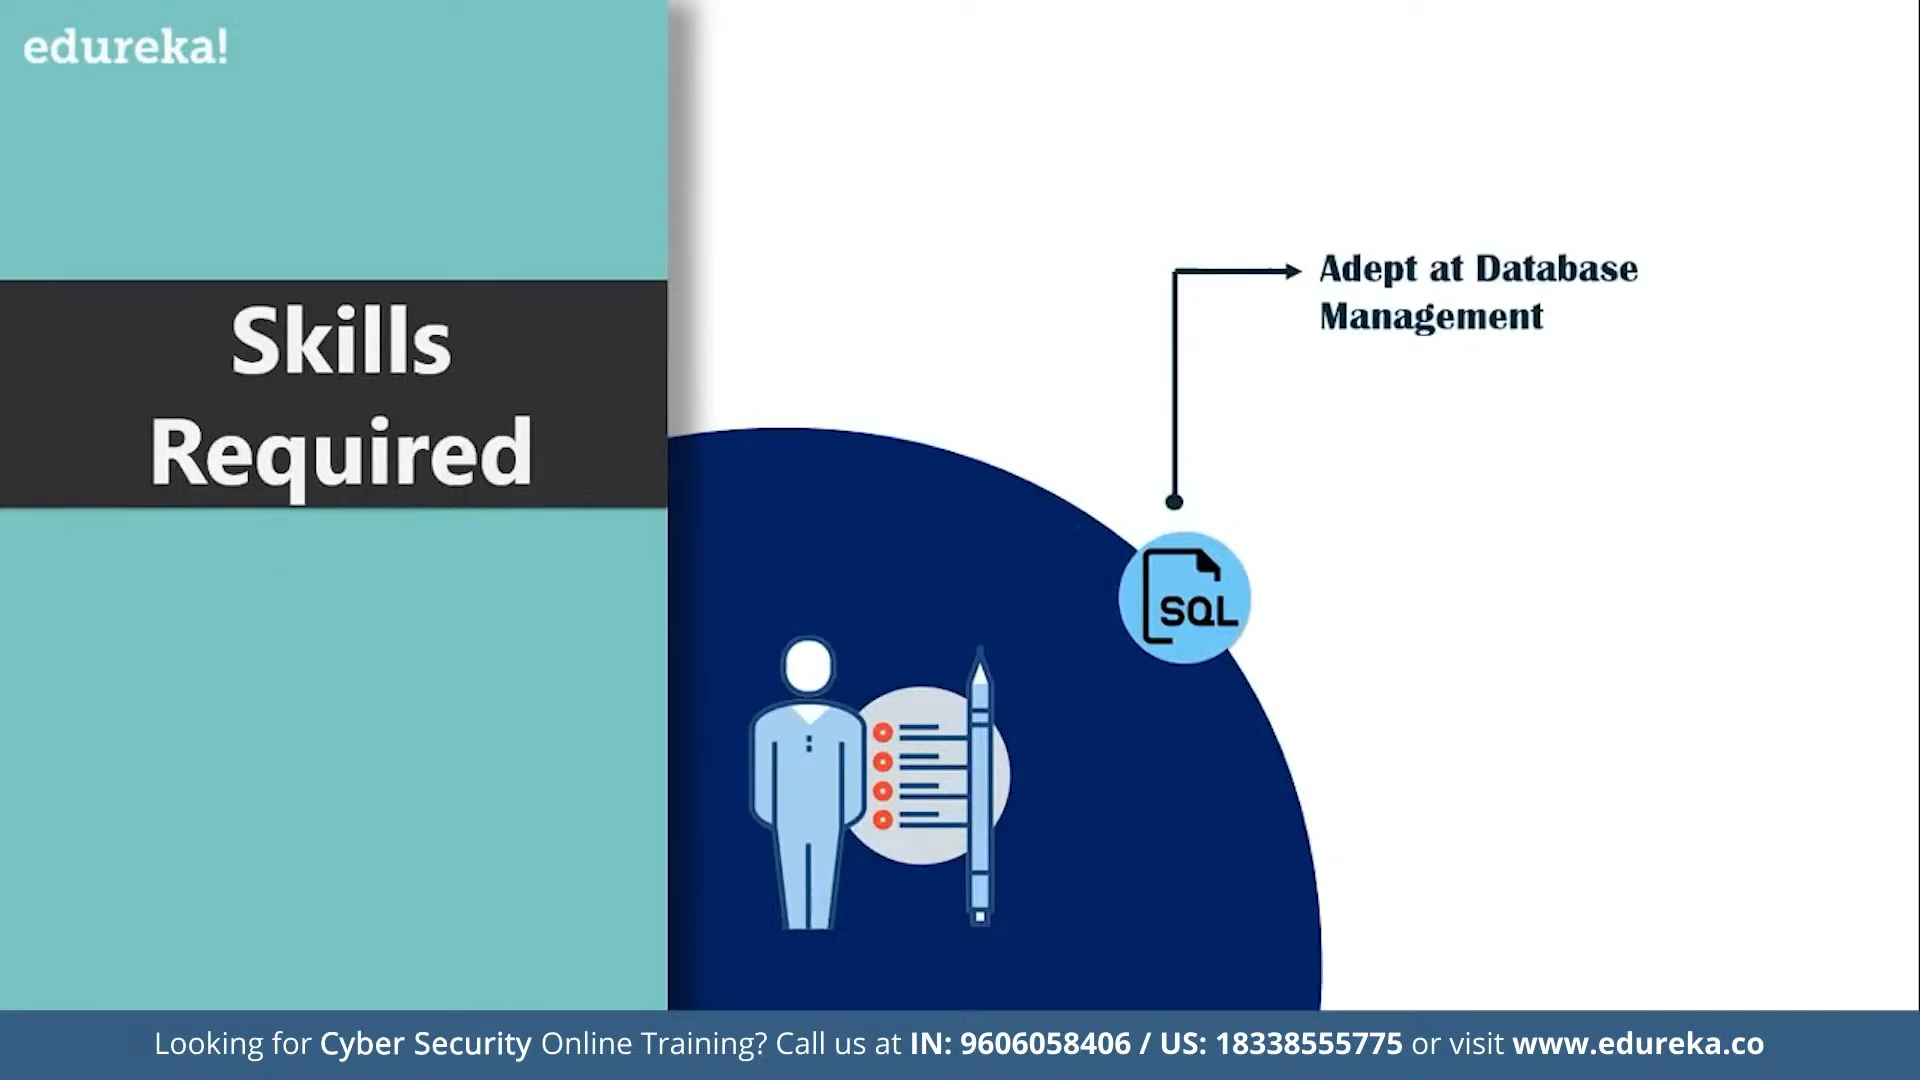 edureka!
Skills
Required
Adept at Database
Management
SQL
Looking for Cyber Security Online Training? Call us at IN: 9606058406 / US: 18338555775 or visit www.edureka.co